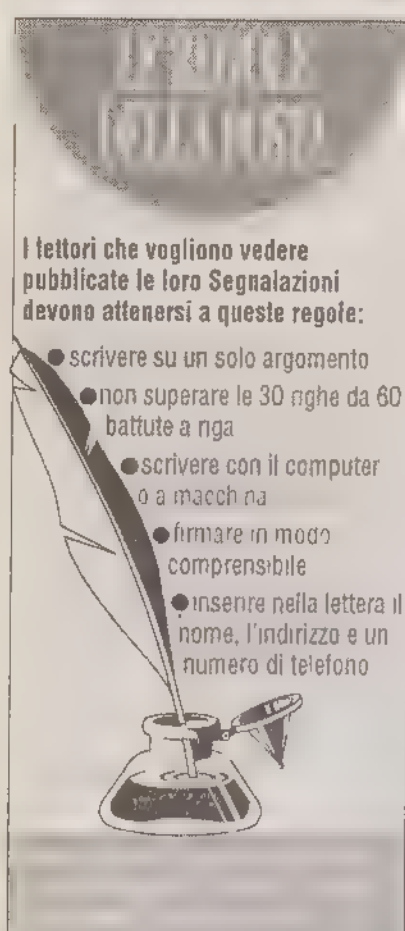 I lettori che vogliono vedere
pubblicate le loro Segnalazioni
devono attenersi a queste regole:
● scrivere su un solo argomento
● non superare le 30 righe da 60
battute a riga
● scrivere con il computer
o a macchina
● firmare in modo
comprensibile
● inserire nella lettera il
nome, l'indirizzo e un
numero di telefono